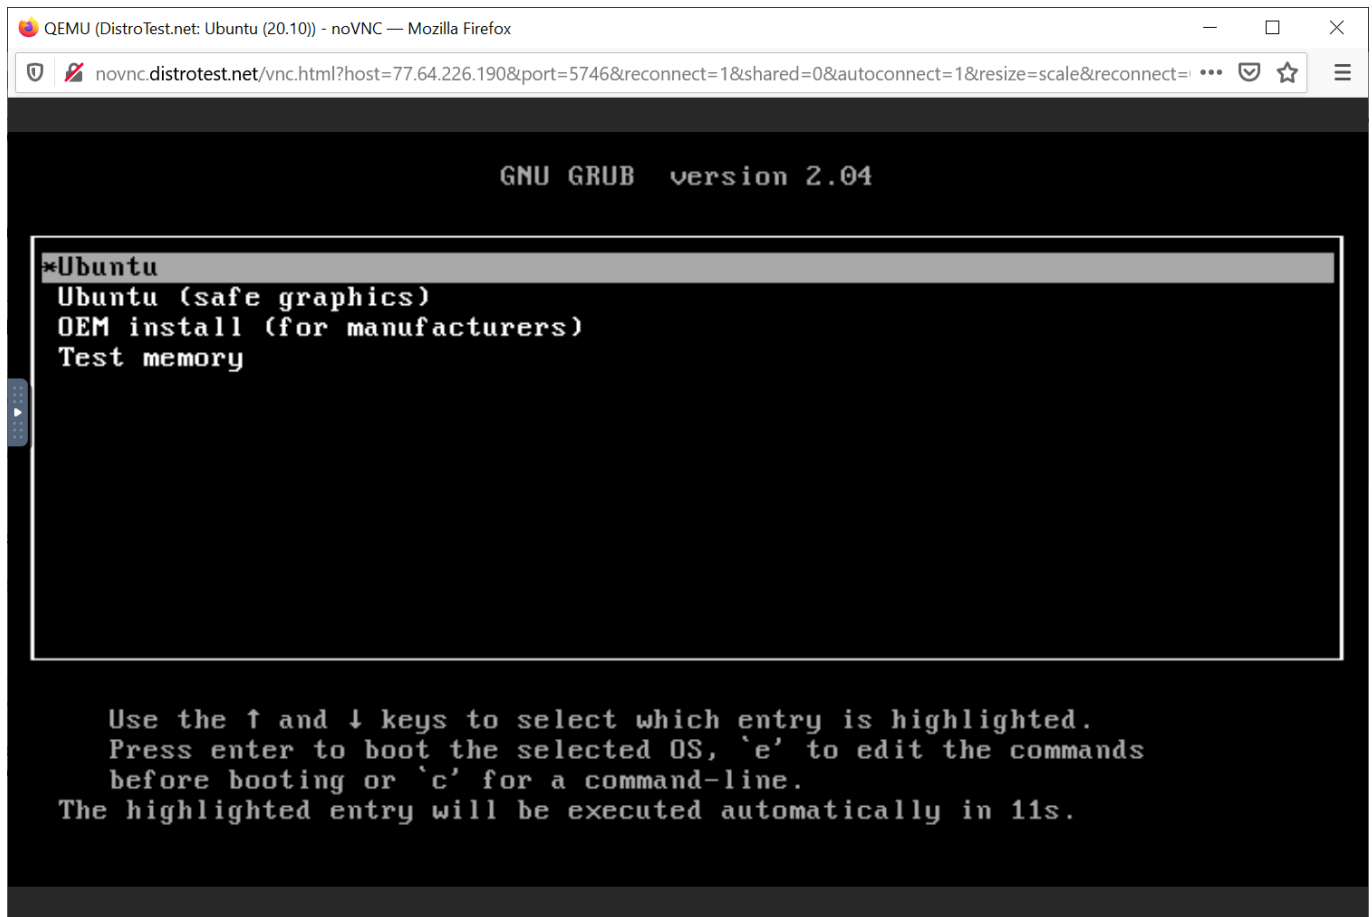 QEMU (DistroTest.net: Ubuntu (20.10)) - noVNC — Mozilla Firefox
novnc.distrotest.net/vnc.html?host=77.64.226.190&port=5746&reconnect=1&shared=0&autoconnect=1&resize=scale&reconnect=
GNU GRUB  version 2.04
*Ubuntu
Ubuntu (safe graphics)
OEM install (for manufacturers)
Test memory
Use the ↑ and ↓ keys to select which entry is highlighted.
Press enter to boot the selected OS, `e' to edit the commands
before booting or `c' for a command-line.
The highlighted entry will be executed automatically in 11s.